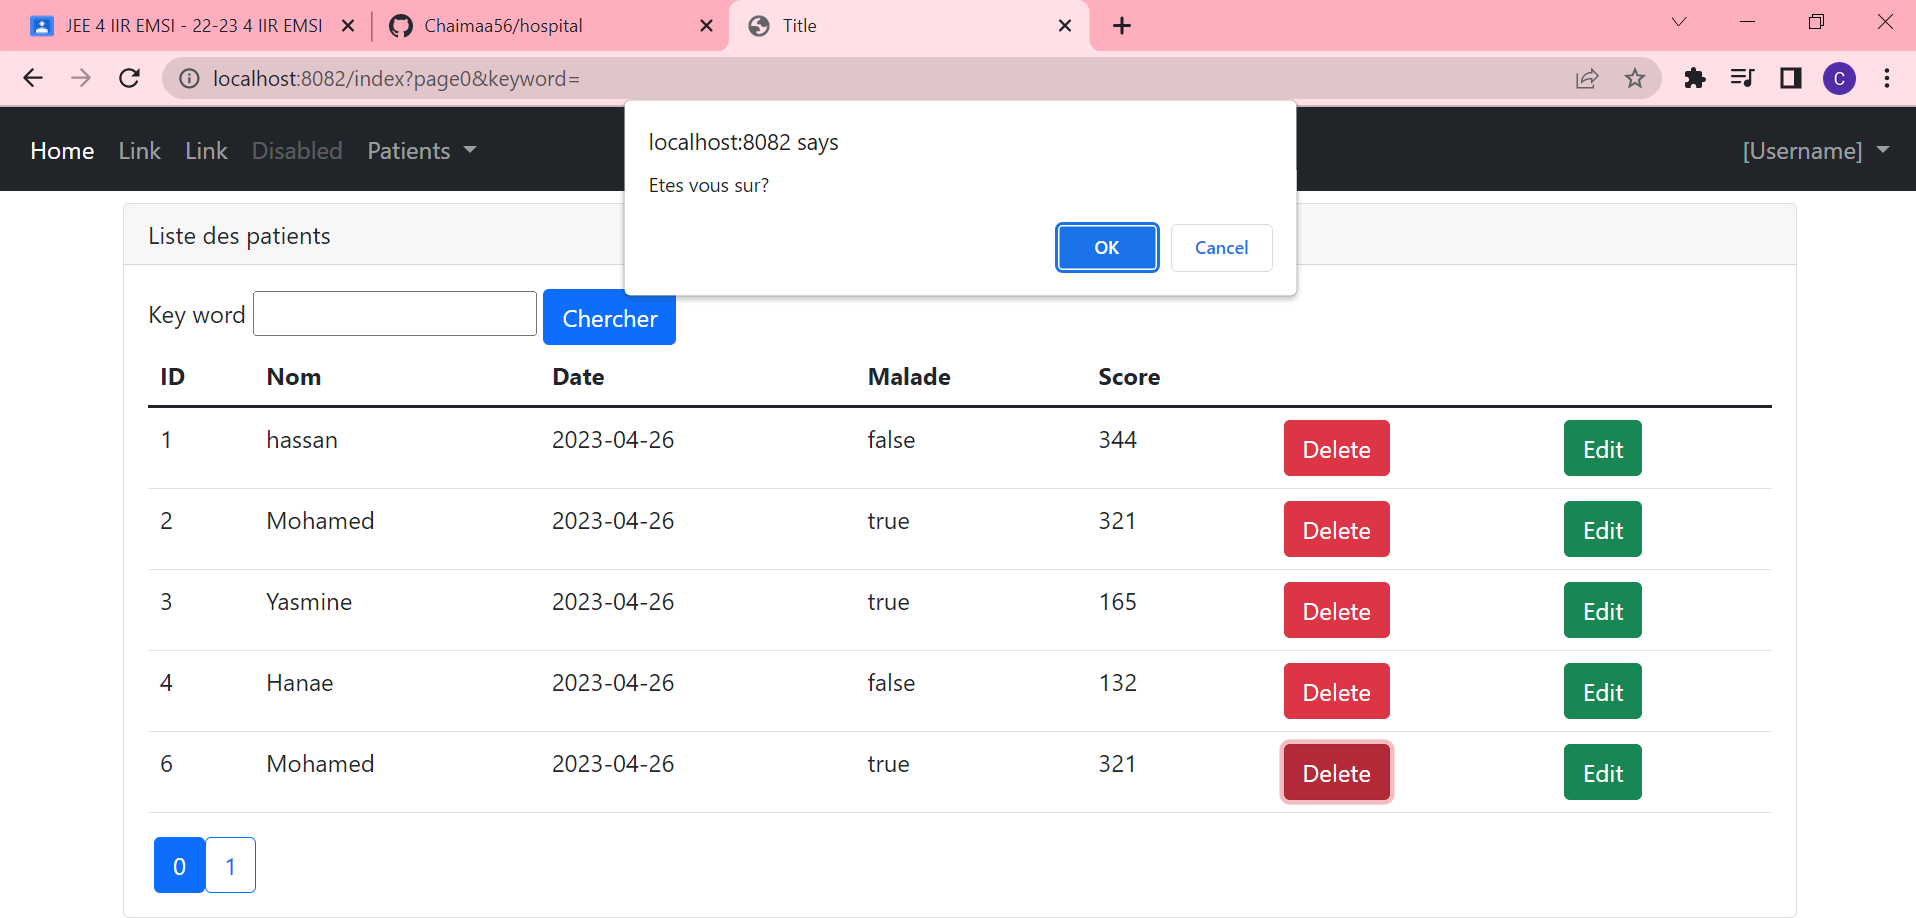 JEE 4 IIR EMSI - 22-23 4 IIR EMSI
Chaimaa56/hospital
Title
localhost:8082/index?page0&keyword=
C
Home Link Link Disabled Patients
[Username]
localhost:8082 says
Etes vous sur?
OK Cancel
Liste des patients
Key word Chercher
ID Nom Date Malade Score
1 hassan 2023-04-26 false 344 Delete Edit
2 Mohamed 2023-04-26 true 321 Delete Edit
3 Yasmine 2023-04-26 true 165 Delete Edit
4 Hanae 2023-04-26 false 132 Delete Edit
6 Mohamed 2023-04-26 true 321 Delete Edit
0 1